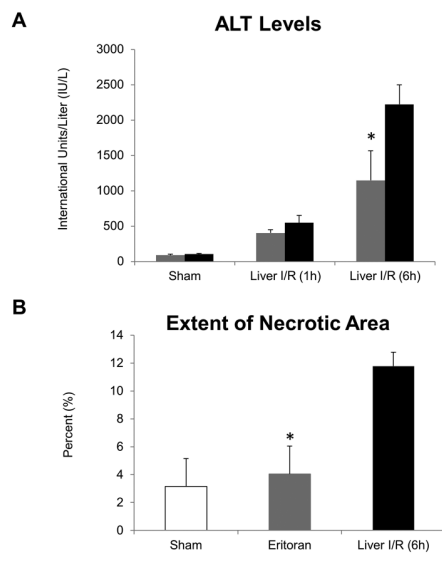 A
ALT Levels
International Units/Liter (IU/L)
3000
2500
2000
1500
1000
500
0
*
Sham Liver I/R (1h) Liver I/R (6h)
B
Extent of Necrotic Area
Percent (%)
14
12
10
8
6
4
2
0
*
Sham Eritoran Liver I/R (6h)